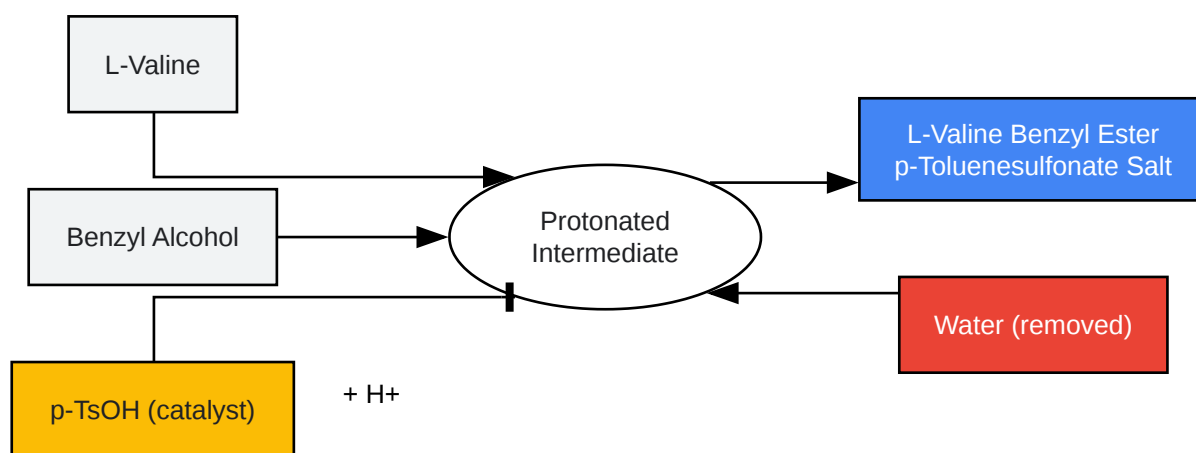 L-Valine
L-Valine Benzyl Ester
p-Toluenesulfonate Salt
Benzyl Alcohol
Protonated
Intermediate
Water (removed)
p-TsOH (catalyst)
+ H+